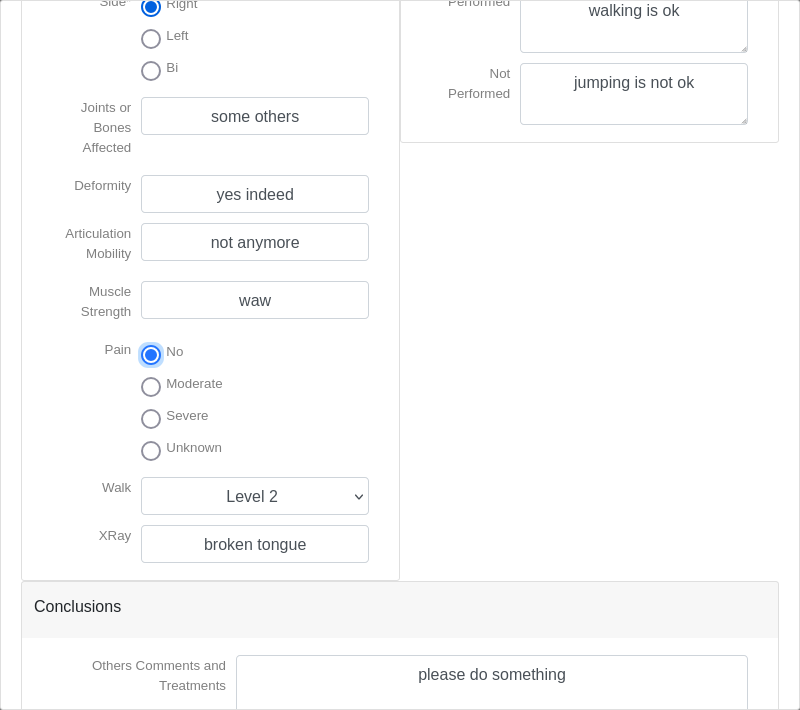 Side*
Right
Left
Bi
Joints or
Bones
Affected
some others
Deformity
yes indeed
Articulation
Mobility
not anymore
Muscle
Strength
waw
Pain
No
Moderate
Severe
Unknown
Walk
Level 2
XRay
broken tongue
Performed
walking is ok
Not
Performed
jumping is not ok
Conclusions
Others Comments and
Treatments
please do something